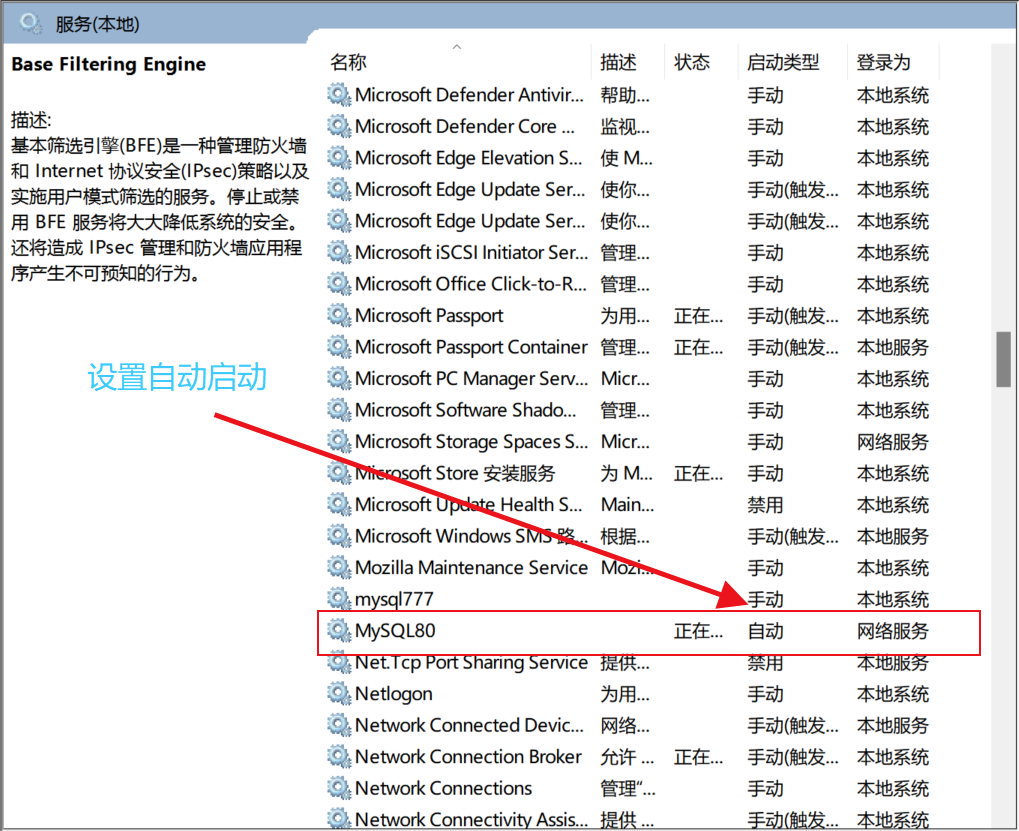 服务(本地)
Base Filtering Engine
描述:
基本筛选引擎(BFE)是一种管理防火墙
和 Internet 协议安全(IPsec)策略以及
实施用户模式筛选的服务。停止或禁
用 BFE 服务将大大降低系统的安全。
还将造成 IPsec 管理和防火墙应用程
序产生不可预知的行为。
设置自动启动
名称 描述 状态 启动类型 登录为
Microsoft Defender Antivir... 帮助... 手动 本地系统
Microsoft Defender Core ... 监视... 手动 本地系统
Microsoft Edge Elevation S... 使 M... 手动 本地系统
Microsoft Edge Update Ser... 使你... 手动(触发... 本地系统
Microsoft Edge Update Ser... 使你... 手动(触发... 本地系统
Microsoft iSCSI Initiator Ser... 管理... 手动 本地系统
Microsoft Office Click-to-R... 管理... 手动 本地系统
Microsoft Passport 为用... 正在... 手动(触发... 本地系统
Microsoft Passport Container 管理... 正在... 手动(触发... 本地服务
Microsoft PC Manager Serv... Micr... 手动 本地系统
Microsoft Software Shado... 管理... 手动 本地系统
Microsoft Storage Spaces S... Micr... 手动 网络服务
Microsoft Store 安装服务 为 M... 正在... 手动 本地系统
Microsoft Update Health S... Main... 禁用 本地系统
Microsoft Windows SMS 路... 根据... 手动(触发... 本地服务
Mozilla Maintenance Service Mozi... 手动 本地系统
mysql777 手动 本地系统
MySQL80 正在... 自动 网络服务
Net.Tcp Port Sharing Service 提供... 禁用 本地服务
Netlogon 为用... 手动 本地系统
Network Connected Devic... 网络... 手动(触发... 本地服务
Network Connection Broker 允许 ... 正在... 手动(触发... 本地系统
Network Connections 管理“... 手动 本地系统
Network Connectivity Assis... 提供 ... 手动(触发... 本地系统